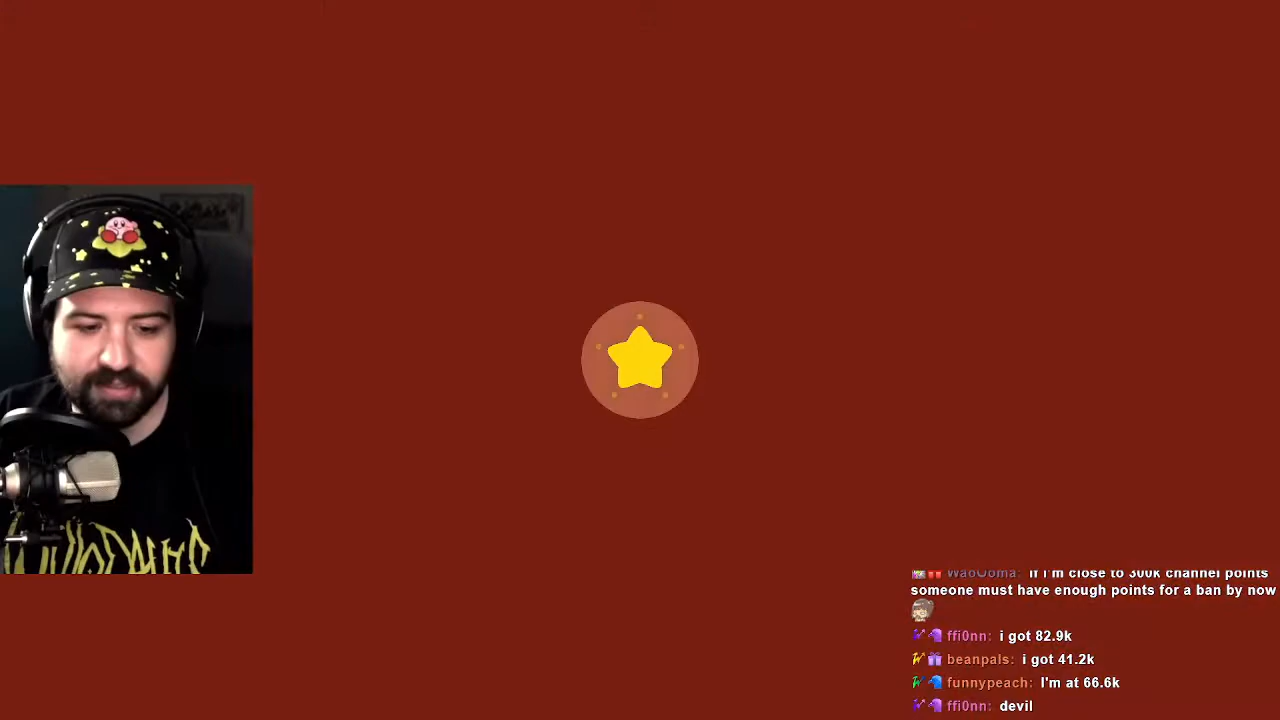 WaoOoma: If I'm close to 300k channel points
someone must have enough points for a ban by now
ffi0nn: i got 82.9k
beanpals: i got 41.2k
funnypeach: I'm at 66.6k
ffi0nn: devil